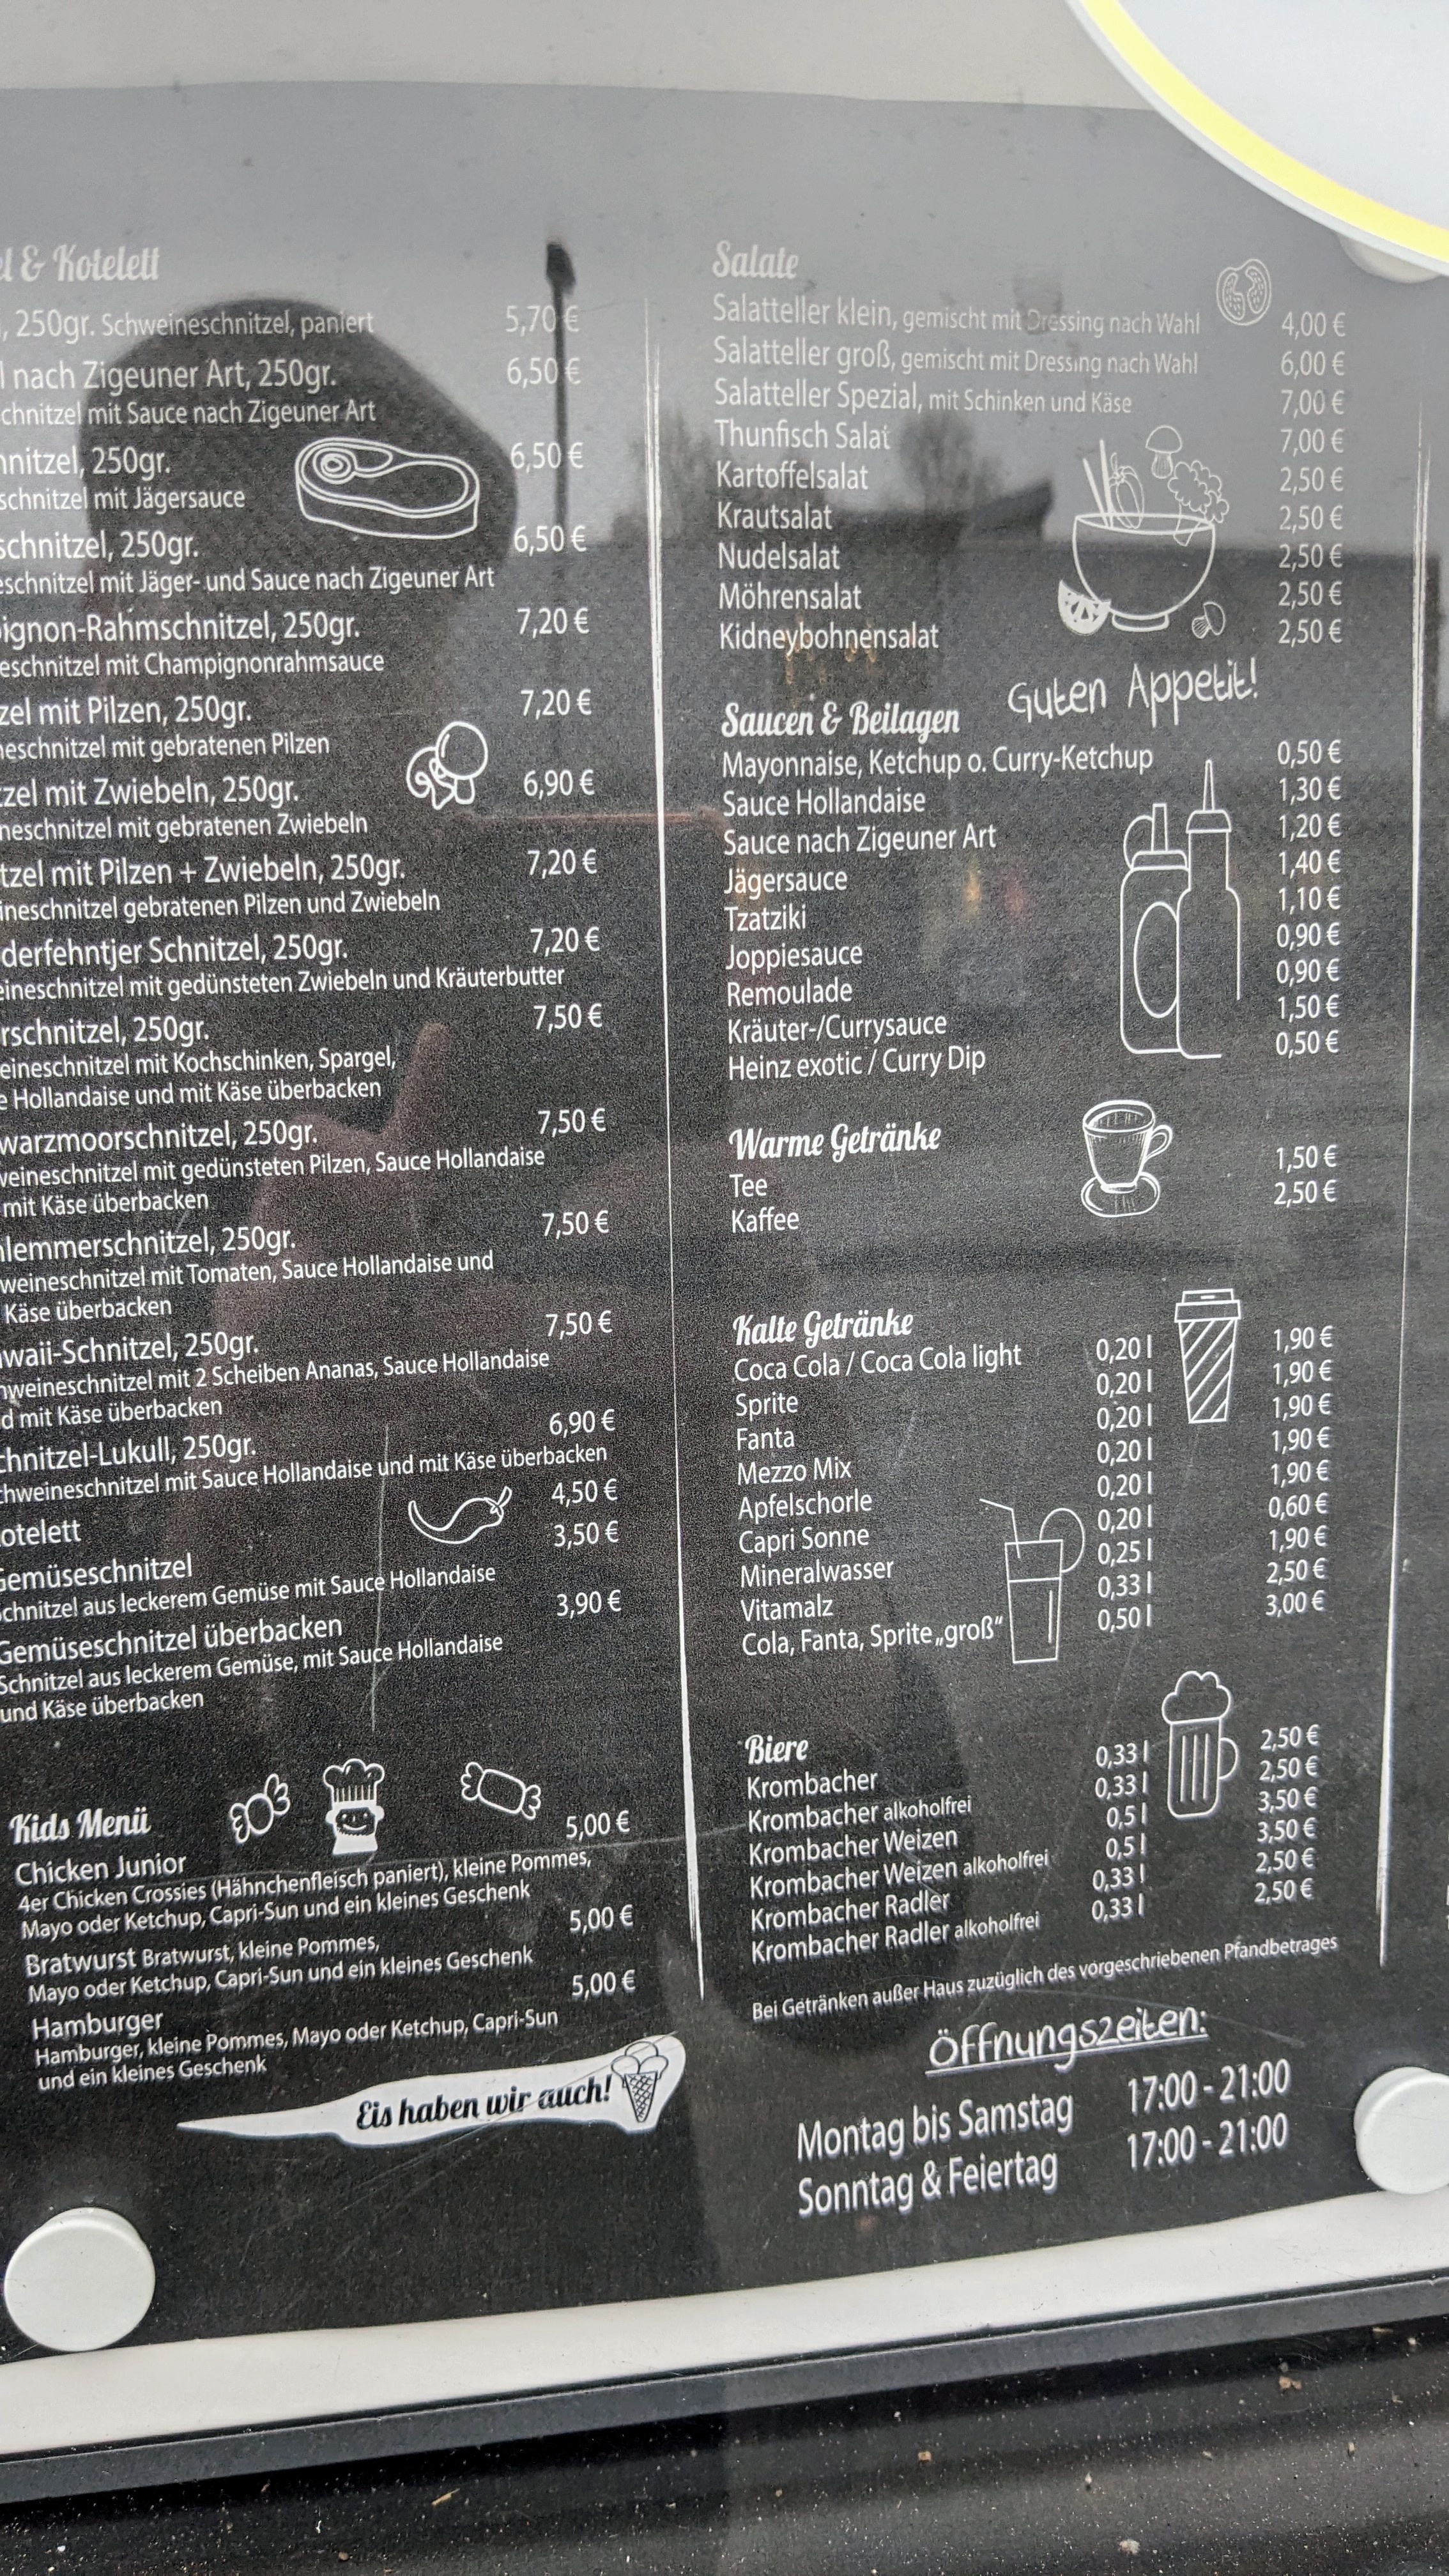 & Kotelett
, 250gr. Schweineschnitzel, paniert 5,70 €
nach Zigeuner Art, 250gr. 6,50 €
chnitzel mit Sauce nach Zigeuner Art
nitzel, 250gr. 6,50 €
schnitzel mit Jägersauce
schnitzel, 250gr. 6,50 €
eschnitzel mit Jäger- und Sauce nach Zigeuner Art
ignon-Rahmschnitzel, 250gr. 7,20 €
eschnitzel mit Champignonrahmsauce
zel mit Pilzen, 250gr. 7,20 €
neschnitzel mit gebratenen Pilzen
zel mit Zwiebeln, 250gr. 6,90 €
neschnitzel mit gebratenen Zwiebeln
tzel mit Pilzen + Zwiebeln, 250gr. 7,20 €
ineschnitzel gebratenen Pilzen und Zwiebeln
derfehntjer Schnitzel, 250gr. 7,20 €
eineschnitzel mit gedünsteten Zwiebeln und Kräuterbutter
rschnitzel, 250gr. 7,50 €
eineschnitzel mit Kochschinken, Spargel,
e Hollandaise und mit Käse überbacken
warzmoorschnitzel, 250gr. 7,50 €
weineschnitzel mit gedünsteten Pilzen, Sauce Hollandaise
mit Käse überbacken
lemmerschnitzel, 250gr. 7,50 €
weineschnitzel mit Tomaten, Sauce Hollandaise und
Käse überbacken
waii-Schnitzel, 250gr. 7,50 €
hweineschnitzel mit 2 Scheiben Ananas, Sauce Hollandaise
d mit Käse überbacken
chnitzel-Lukull, 250gr. 6,90 €
chweineschnitzel mit Sauce Hollandaise und mit Käse überbacken
otelett 4,50 €
Gemüseschnitzel 3,50 €
Schnitzel aus leckerem Gemüse mit Sauce Hollandaise
Gemüseschnitzel überbacken 3,90 €
Schnitzel aus leckerem Gemüse, mit Sauce Hollandaise
und Käse überbacken
Kids Menü
Chicken Junior 5,00 €
4er Chicken Crossies (Hähnchenfleisch paniert), kleine Pommes,
Mayo oder Ketchup, Capri-Sun und ein kleines Geschenk
Bratwurst Bratwurst, kleine Pommes, 5,00 €
Mayo oder Ketchup, Capri-Sun und ein kleines Geschenk
Hamburger 5,00 €
Hamburger, kleine Pommes, Mayo oder Ketchup, Capri-Sun
und ein kleines Geschenk
Eis haben wir auch!
Salate
Salatteller klein, gemischt mit Dressing nach Wahl 4,00 €
Salatteller groß, gemischt mit Dressing nach Wahl 6,00 €
Salatteller Spezial, mit Schinken und Käse 7,00 €
Thunfisch Salat 7,00 €
Kartoffelsalat 2,50 €
Krautsalat 2,50 €
Nudelsalat 2,50 €
Möhrensalat 2,50 €
Kidneybohnensalat 2,50 €
Guten Appetit!
Saucen & Beilagen
Mayonnaise, Ketchup o. Curry-Ketchup 0,50 €
Sauce Hollandaise 1,30 €
Sauce nach Zigeuner Art 1,20 €
Jägersauce 1,40 €
Tzatziki 1,10 €
Joppiesauce 0,90 €
Remoulade 0,90 €
Kräuter-/Currysauce 1,50 €
Heinz exotic / Curry Dip 0,50 €
Warme Getränke
Tee 1,50 €
Kaffee 2,50 €
Kalte Getränke
Coca Cola / Coca Cola light 0,20 l 1,90 €
Sprite 0,20 l 1,90 €
Fanta 0,20 l 1,90 €
Mezzo Mix 0,20 l 1,90 €
Apfelschorle 0,20 l 1,90 €
Capri Sonne 0,20 l 0,60 €
Mineralwasser 0,25 l 1,90 €
Vitamalz 0,33 l 2,50 €
Cola, Fanta, Sprite „groß“ 0,50 l 3,00 €
Biere
Krombacher 0,33 l 2,50 €
Krombacher alkoholfrei 0,33 l 2,50 €
Krombacher Weizen 0,5 l 3,50 €
Krombacher Weizen alkoholfrei 0,5 l 3,50 €
Krombacher Radler 0,33 l 2,50 €
Krombacher Radler alkoholfrei 0,33 l 2,50 €
Bei Getränken außer Haus zuzüglich des vorgeschriebenen Pfandbetrages
Öffnungszeiten:
Montag bis Samstag 17:00 - 21:00
Sonntag & Feiertag 17:00 - 21:00